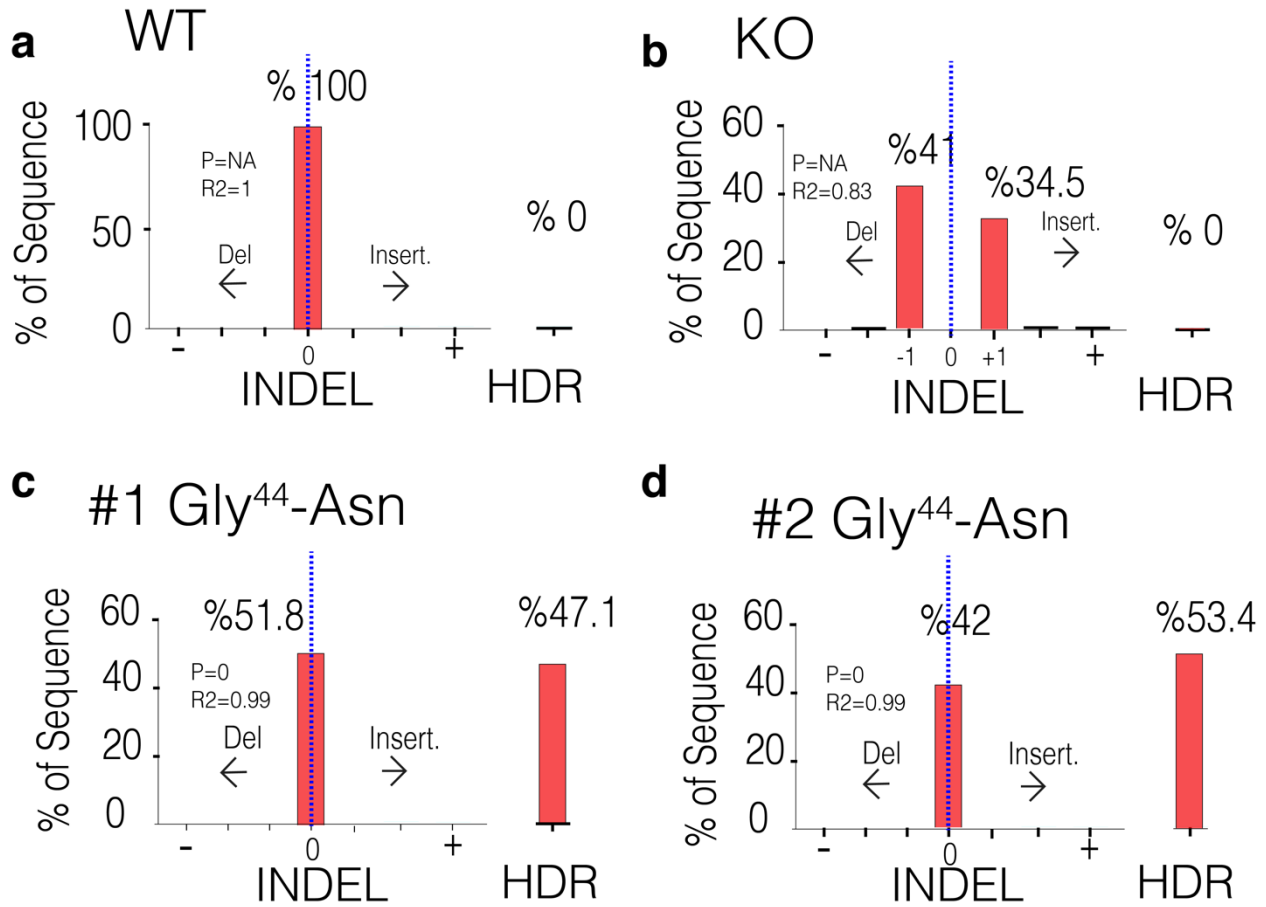 a WT
% 100
% of Sequence
100
50
0
P=NA
R2=1
Del
Insert.
% 0
-
0
+
INDEL
HDR
b KO
% of Sequence
60
40
20
0
P=NA
R2=0.83
%41
%34.5
Del
Insert.
% 0
-
-1
0
+1
+
INDEL
HDR
c #1 Gly⁴⁴-Asn
% of Sequence
60
40
20
0
%51.8
%47.1
P=0
R2=0.99
Del
Insert.
-
0
+
INDEL
HDR
d #2 Gly⁴⁴-Asn
% of Sequence
60
40
20
0
%42
%53.4
P=0
R2=0.99
Del
Insert.
-
0
+
INDEL
HDR